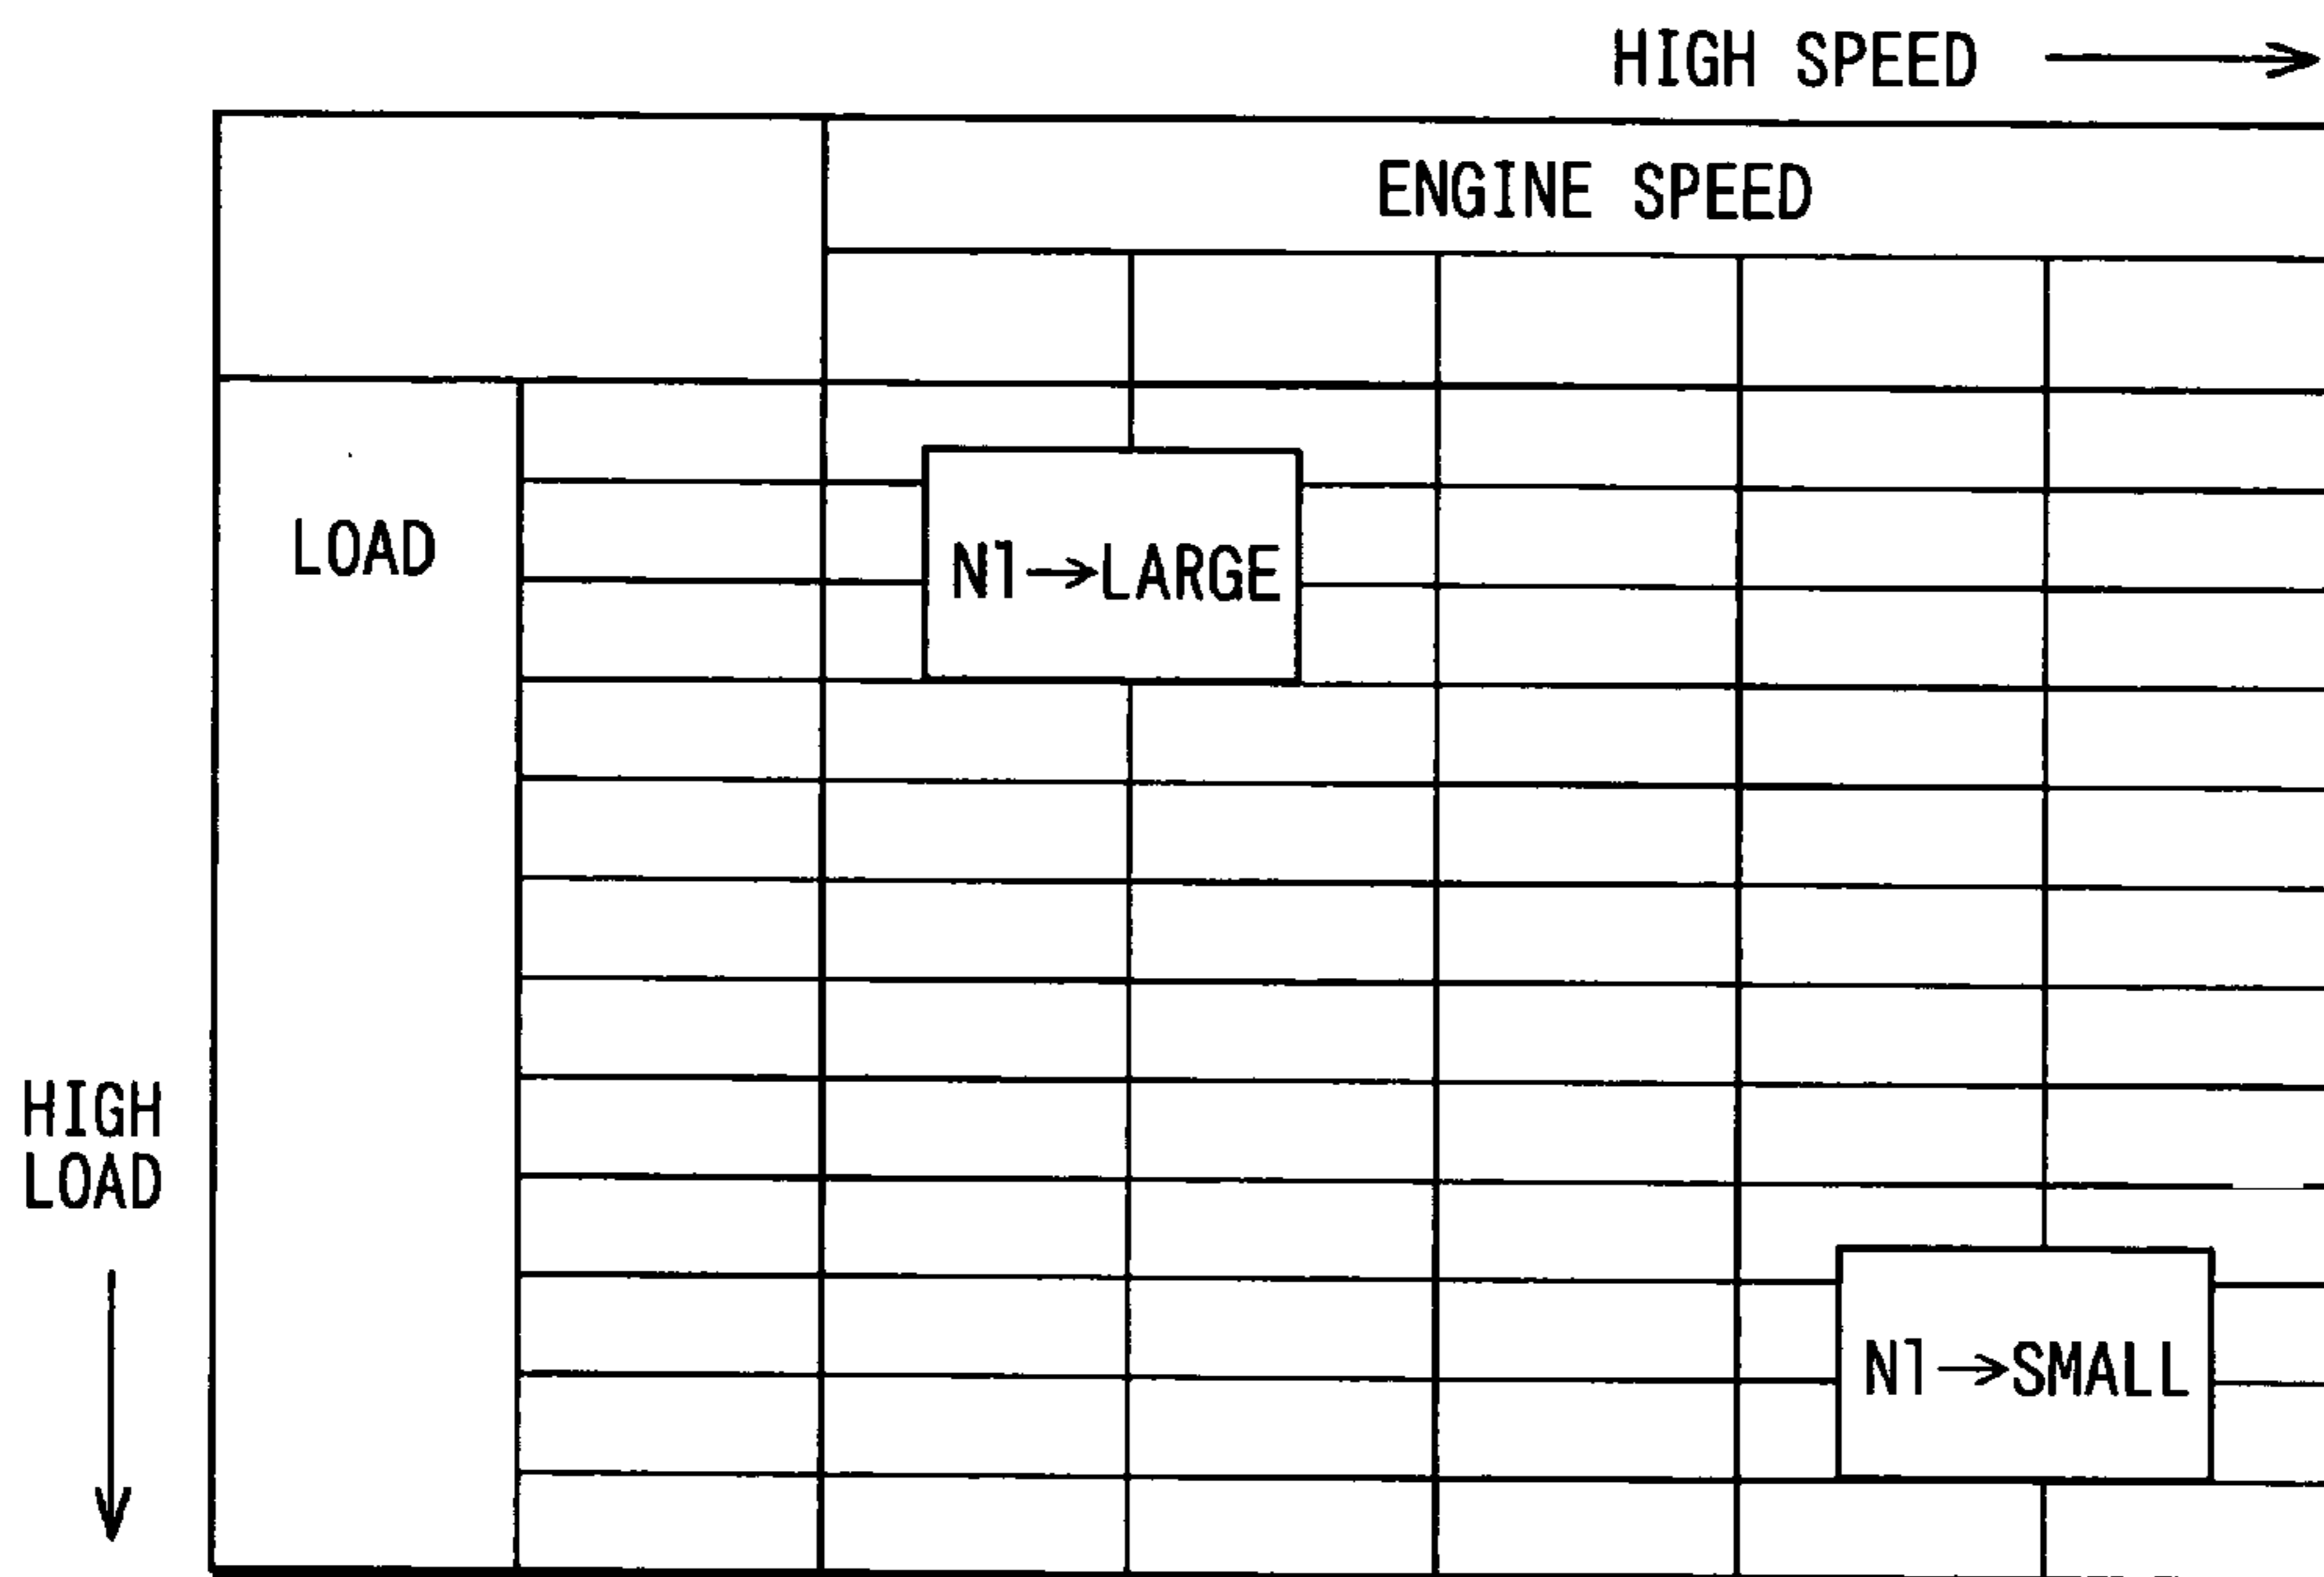 HIGH SPEED →
ENGINE SPEED
LOAD
N1→LARGE
HIGH
LOAD
N1→SMALL